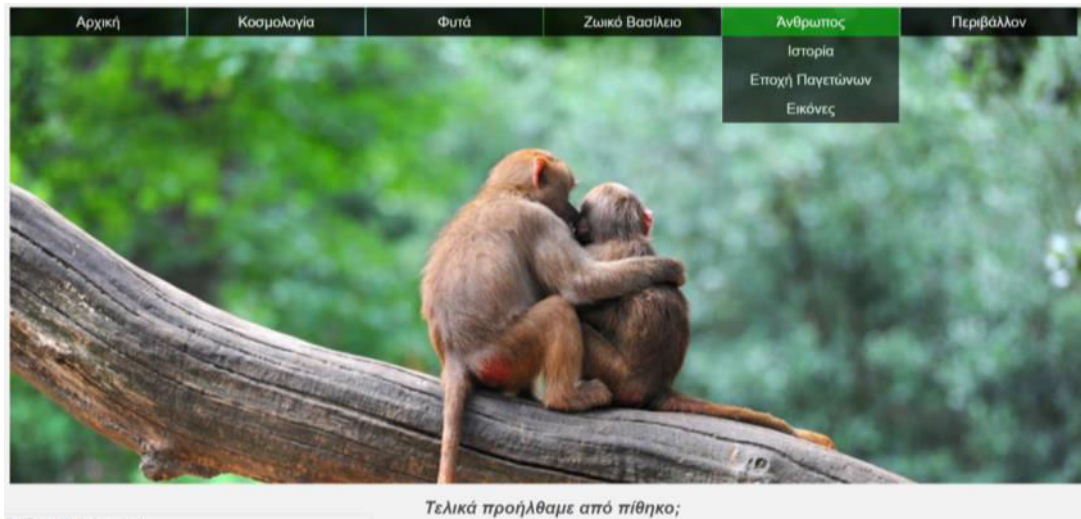 Αρχική Κοσμολογία Φυτά Ζωικό Βασίλειο Άνθρωπος Περιβάλλον
Ιστορία
Εποχή Παγετώνων
Εικόνες
Τελικά προήλθαμε από πίθηκο;